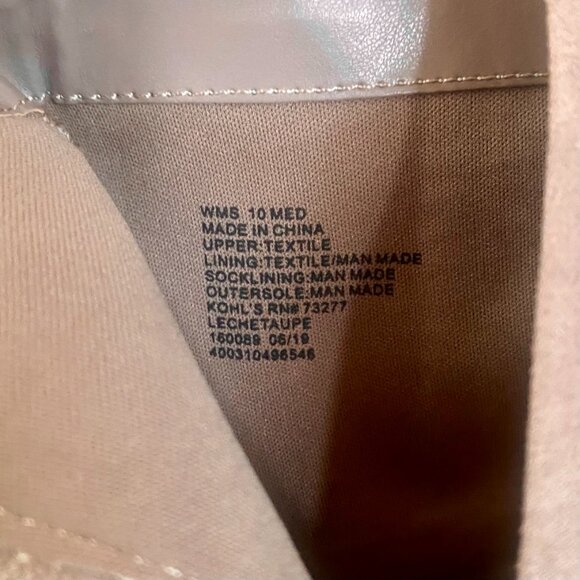 WMS 10 MED
MADE IN CHINA
UPPER:TEXTILE
LINING:TEXTILE/MAN MADE
SOCKLINING:MAN MADE
OUTERSOLE:MAN MADE
KOHL'S RN# 73277
LECHETAUPE
160089 06/19
400310496546